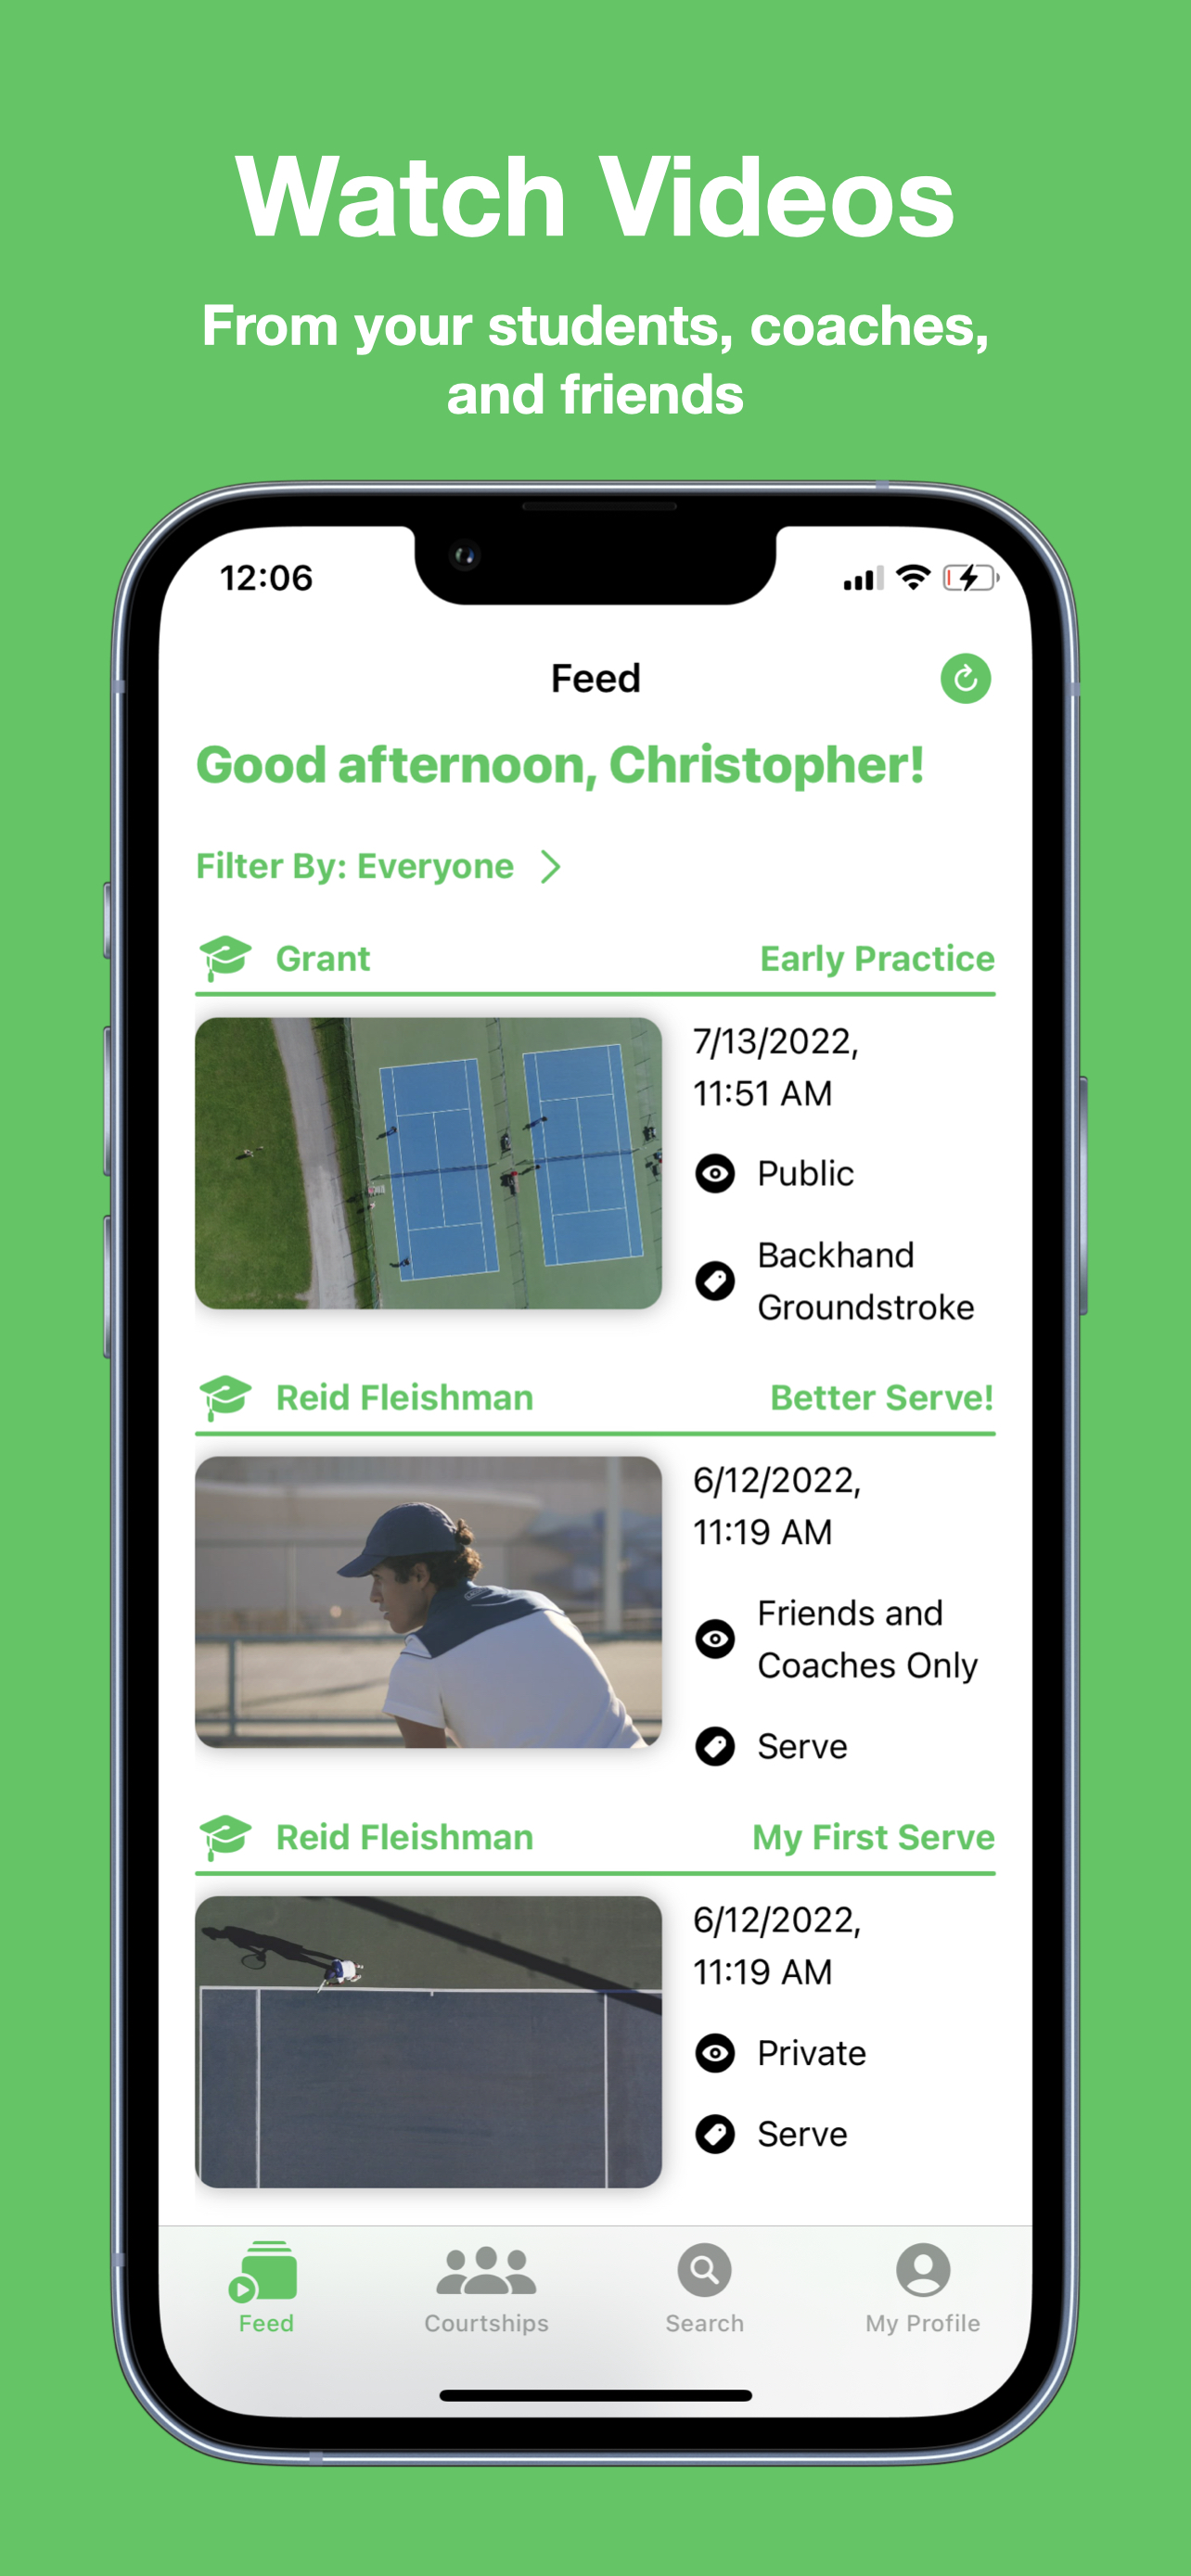 Watch Videos
From your students, coaches,
and friends
12:06
Feed
Good afternoon, Christopher!
Filter By: Everyone
Grant
Early Practice
7/13/2022,
11:51 AM
Public
Backhand
Groundstroke
Reid Fleishman
Better Serve!
6/12/2022,
11:19 AM
Friends and
Coaches Only
Serve
Reid Fleishman
My First Serve
6/12/2022,
11:19 AM
Private
Serve
Feed
Courtships
Search
My Profile